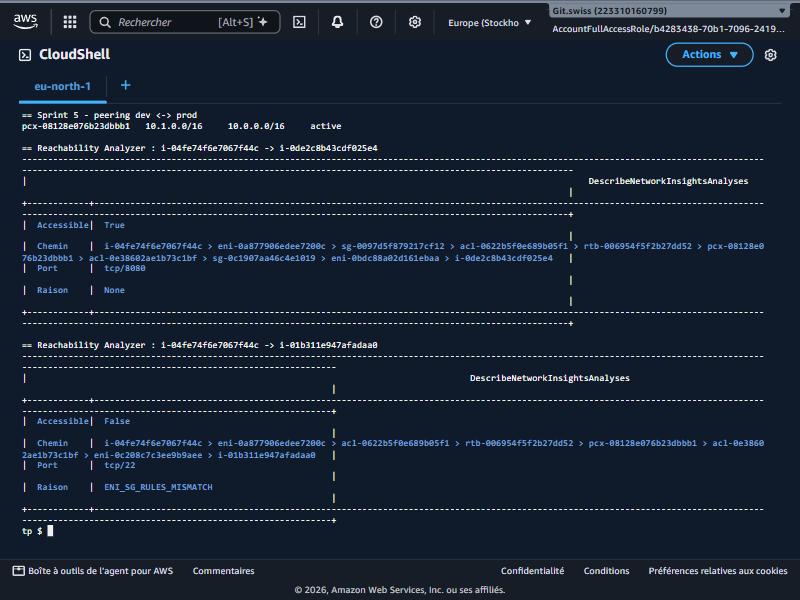 aws
Rechercher [Alt+S]
Europe (Stockho
Git.swiss (223310160799)
AccountFullAccessRole/b4283438-70b1-7096-2419...
CloudShell
Actions
eu-north-1 +
== Sprint 5 - peering dev <-> prod
pcx-08128e076b23dbbb1 10.1.0.0/16 10.0.0.0/16 active
== Reachability Analyzer : i-04fe74f6e7067f44c -> i-0de2c8b43cdf025e4
DescribeNetworkInsightsAnalyses
| Accessible| True
| Chemin | i-04fe74f6e7067f44c > eni-0a877906edee7200c > sg-0097d5f879217cf12 > acl-0622b5f0e689b05f1 > rtb-006954f5f2b27dd52 > pcx-08128e0
76b23dbbb1 > acl-0e38602ae1b73c1bf > sg-0c1907aa46c4e1019 > eni-0bdc88a02d161ebaa > i-0de2c8b43cdf025e4 |
| Port | tcp/8080
| Raison | None
== Reachability Analyzer : i-04fe74f6e7067f44c -> i-01b311e947afadaa0
DescribeNetworkInsightsAnalyses
| Accessible| False
| Chemin | i-04fe74f6e7067f44c > eni-0a877906edee7200c > acl-0622b5f0e689b05f1 > rtb-006954f5f2b27dd52 > pcx-08128e076b23dbbb1 > acl-0e3860
2ae1b73c1bf > eni-0c208c7c3ee9b9aee > i-01b311e947afadaa0 |
| Port | tcp/22
| Raison | ENI_SG_RULES_MISMATCH
tp $
Boîte à outils de l'agent pour AWS Commentaires Confidentialité Conditions Préférences relatives aux cookies
© 2026, Amazon Web Services, Inc. ou ses affiliés.